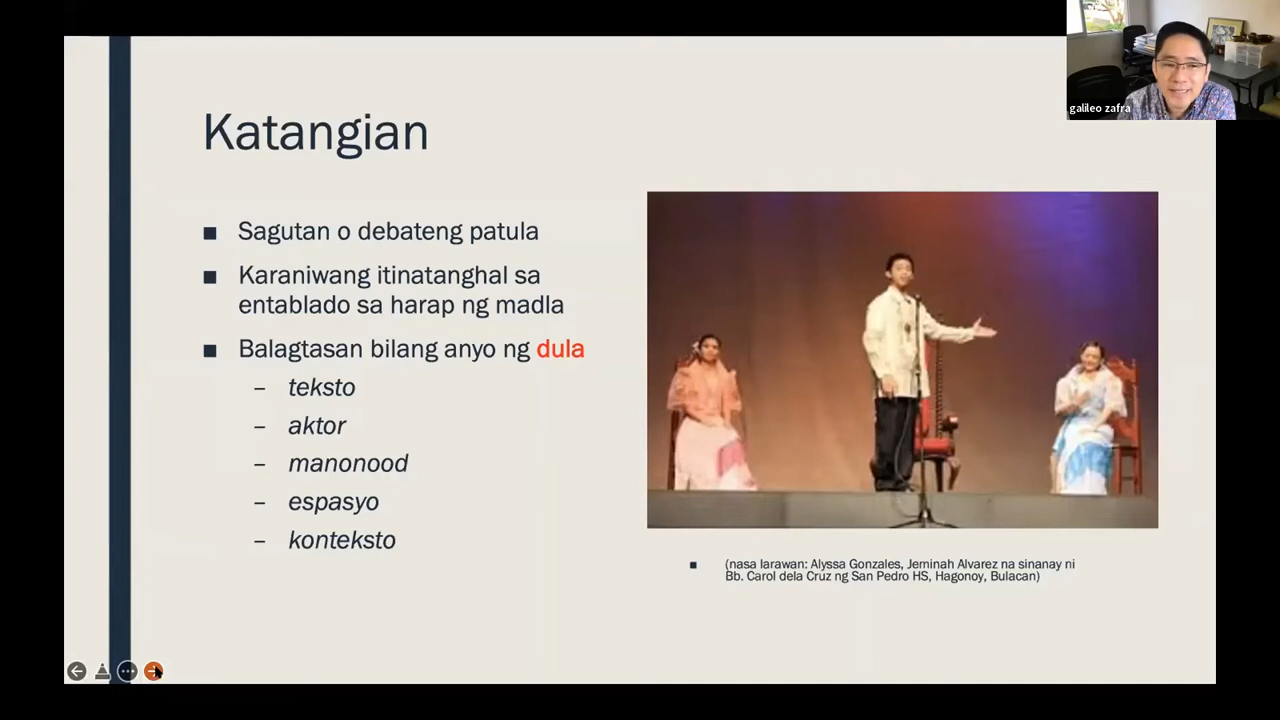 galileo zafra
Katangian
■ Sagutan o debateng patula
■ Karaniwang itinatanghal sa
entablado sa harap ng madla
■ Balagtasan bilang anyo ng dula
– teksto
– aktor
– manonood
– espasyo
– konteksto
■ (nasa larawan: Alyssa Gonzales, Jerninah Alvarez na sinanay ni
Bb. Carol dela Cruz ng San Pedro HS, Hagonoy, Bulacan)